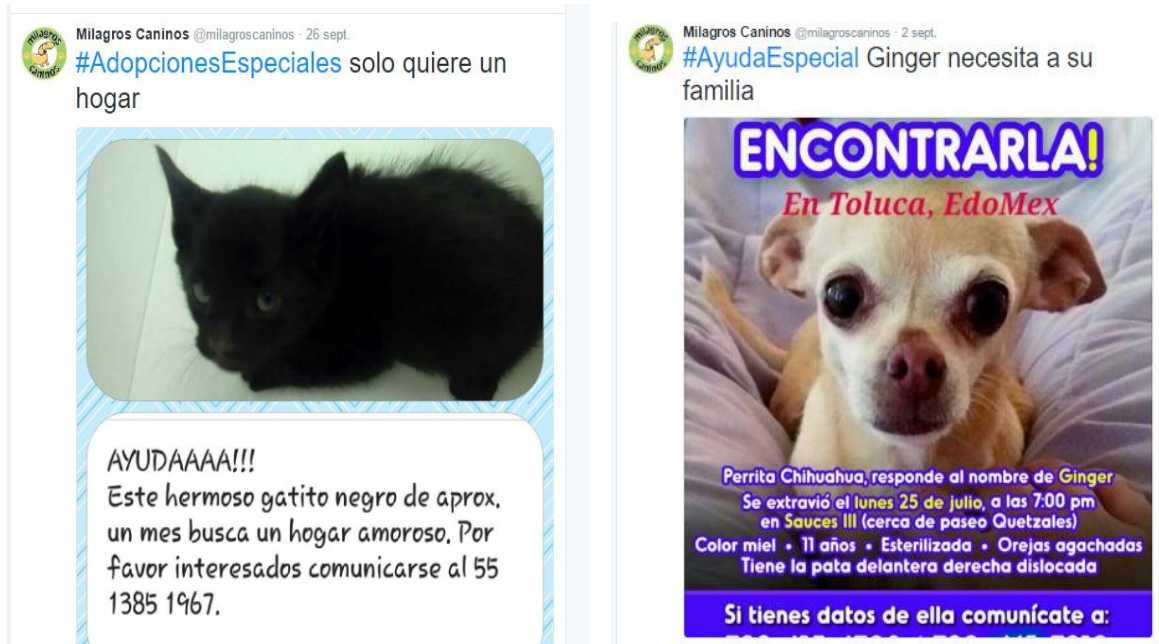 Milagros Caninos @milagroscaninos · 26 sept.
#AdopcionesEspeciales solo quiere un
hogar
AYUDAAAA!!!
Este hermoso gatito negro de aprox.
un mes busca un hogar amoroso. Por
favor interesados comunicarse al 55
1385 1967.
Milagros Caninos @milagroscaninos · 2 sept.
#AyudaEspecial Ginger necesita a su
familia
ENCONTRARLA!
En Toluca, EdoMex
Perrita Chihuahua, responde al nombre de Ginger
Se extravió el lunes 25 de julio, a las 7:00 pm
en Sauces III (cerca de paseo Quetzales)
Color miel • 11 años • Esterilizada • Orejas agachadas
Tiene la pata delantera derecha dislocada
Si tienes datos de ella comunícate a: